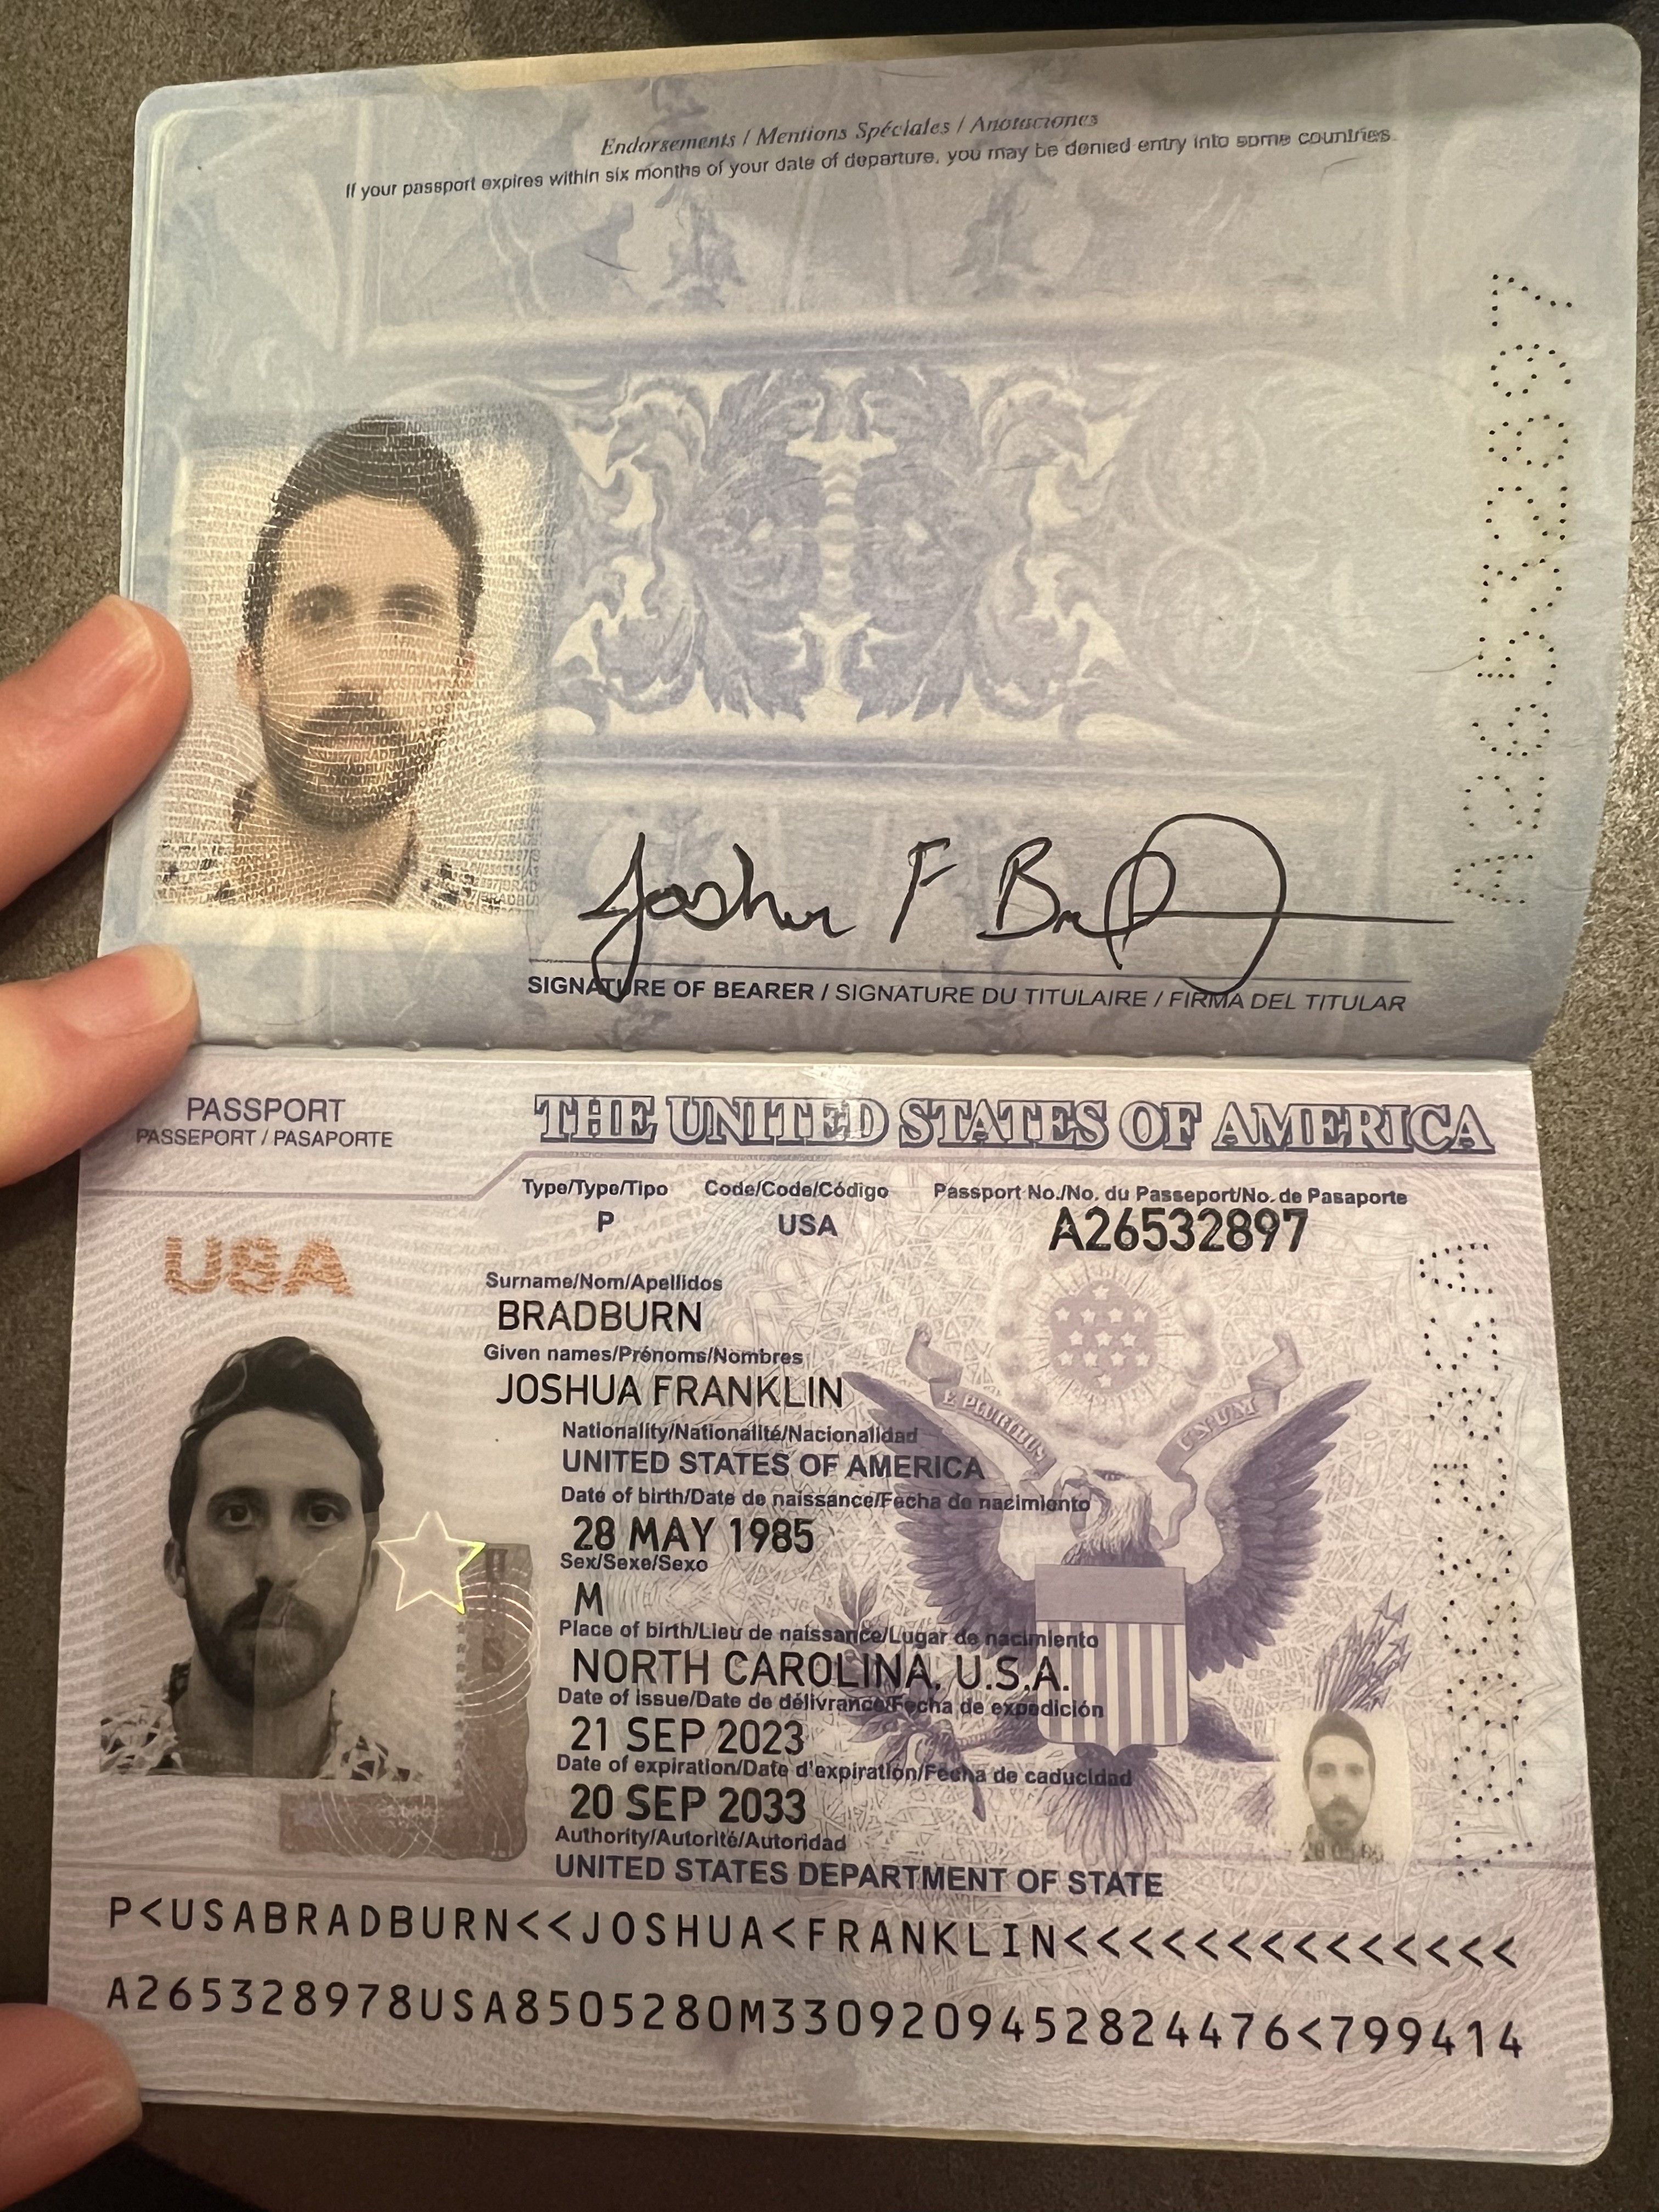 Endorsements / Mentions Spéciales / Anotaciones
If your passport expires within six months of your date of departure, you may be denied entry into some countries.
Joshua F Brad
SIGNATURE OF BEARER / SIGNATURE DU TITULAIRE / FIRMA DEL TITULAR
A26532897
PASSPORT
PASSEPORT / PASAPORTE
THE UNITED STATES OF AMERICA
Type/Type/Tipo Code/Code/Código Passport No./No. du Passeport/No. de Pasaporte
P USA A26532897
USA
Surname/Nom/Apellidos
BRADBURN
Given names/Prénoms/Nombres
JOSHUA FRANKLIN
Nationality/Nationalité/Nacionalidad
UNITED STATES OF AMERICA
Date of birth/Date de naissance/Fecha de nacimiento
28 MAY 1985
Sex/Sexe/Sexo
M
Place of birth/Lieu de naissance/Lugar de nacimiento
NORTH CAROLINA, U.S.A.
Date of issue/Date de délivrance/Fecha de expedición
21 SEP 2023
Date of expiration/Date d'expiration/Fecha de caducidad
20 SEP 2033
Authority/Autorité/Autoridad
UNITED STATES DEPARTMENT OF STATE
E PLURIBUS UNUM
A26532897
P<USABRADBURN<<JOSHUA<FRANKLIN<<<<<<<<<<<<<<
A265328978USA8505280M3309209452824476<799414